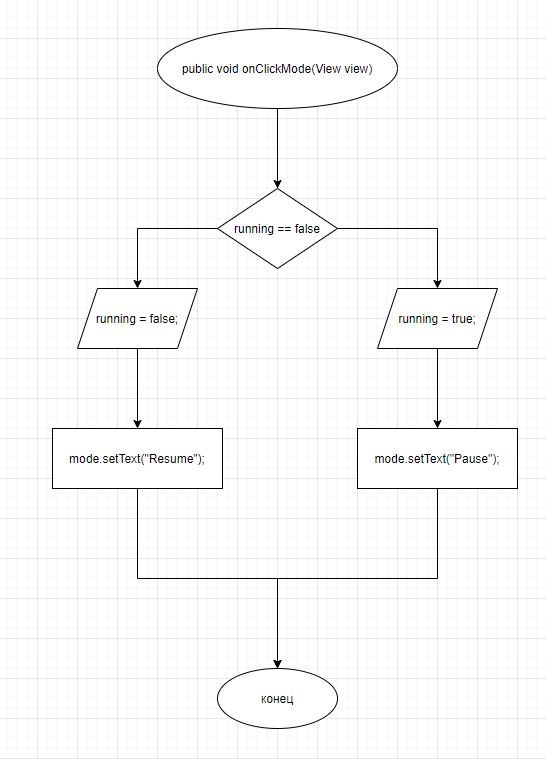 public void onClickMode(View view)
running == false
running = false;
running = true;
mode.setText("Resume");
mode.setText("Pause");
конец